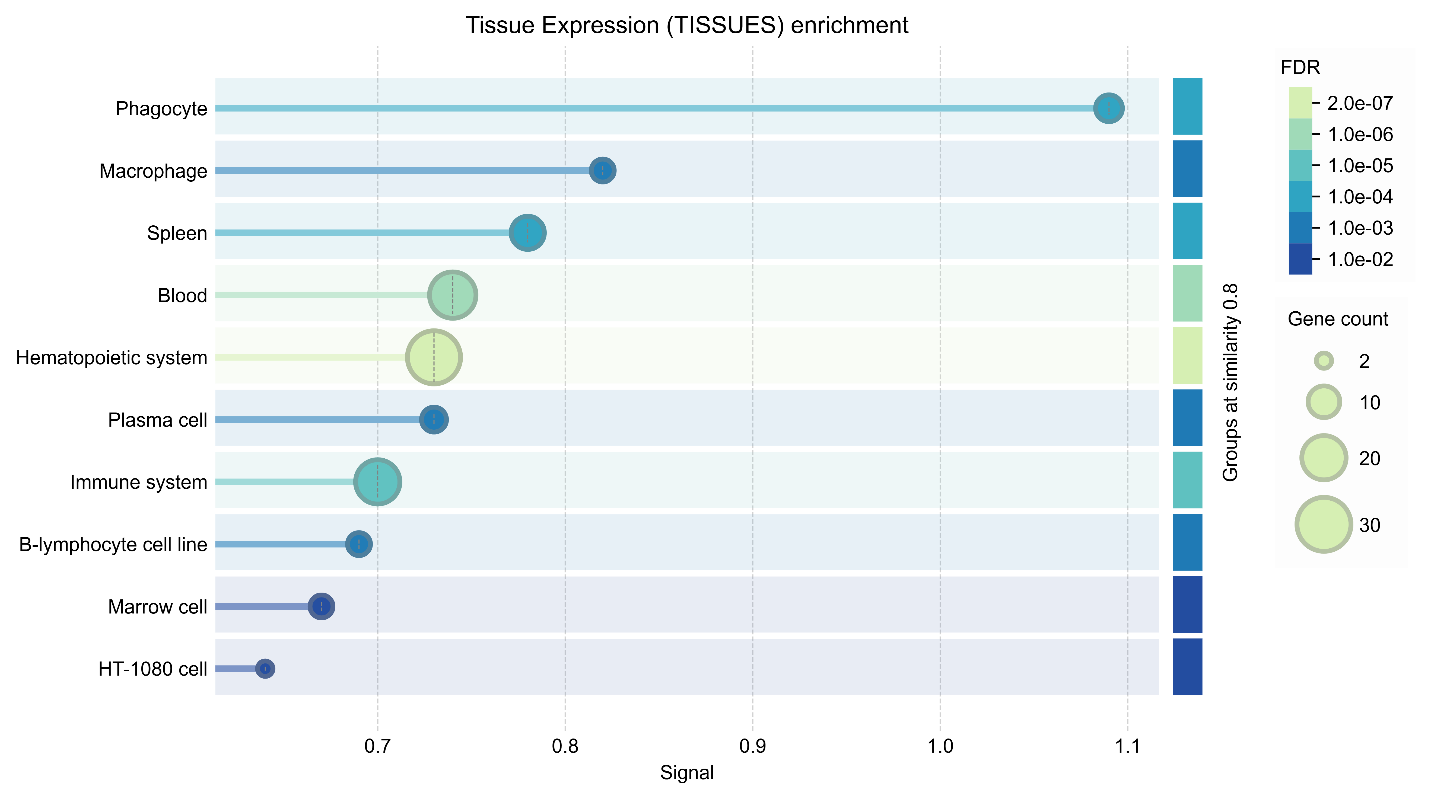 Tissue Expression (TISSUES) enrichment
Phagocyte
Macrophage
Spleen
Blood
Hematopoietic system
Plasma cell
Immune system
B-lymphocyte cell line
Marrow cell
HT-1080 cell
0.7 0.8 0.9 1.0 1.1
Signal
Groups at similarity 0.8
FDR
2.0e-07
1.0e-06
1.0e-05
1.0e-04
1.0e-03
1.0e-02
Gene count
2
10
20
30